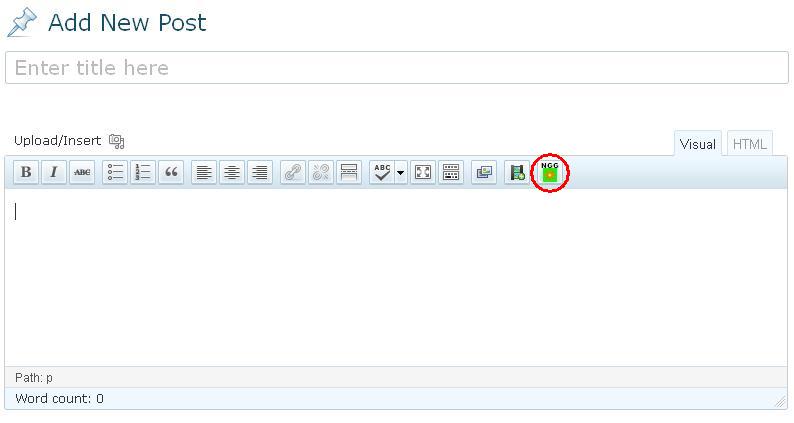 Add New Post
Enter title here
Upload/Insert
Visual HTML
B I ABC ABC NGG
Path: p
Word count: 0